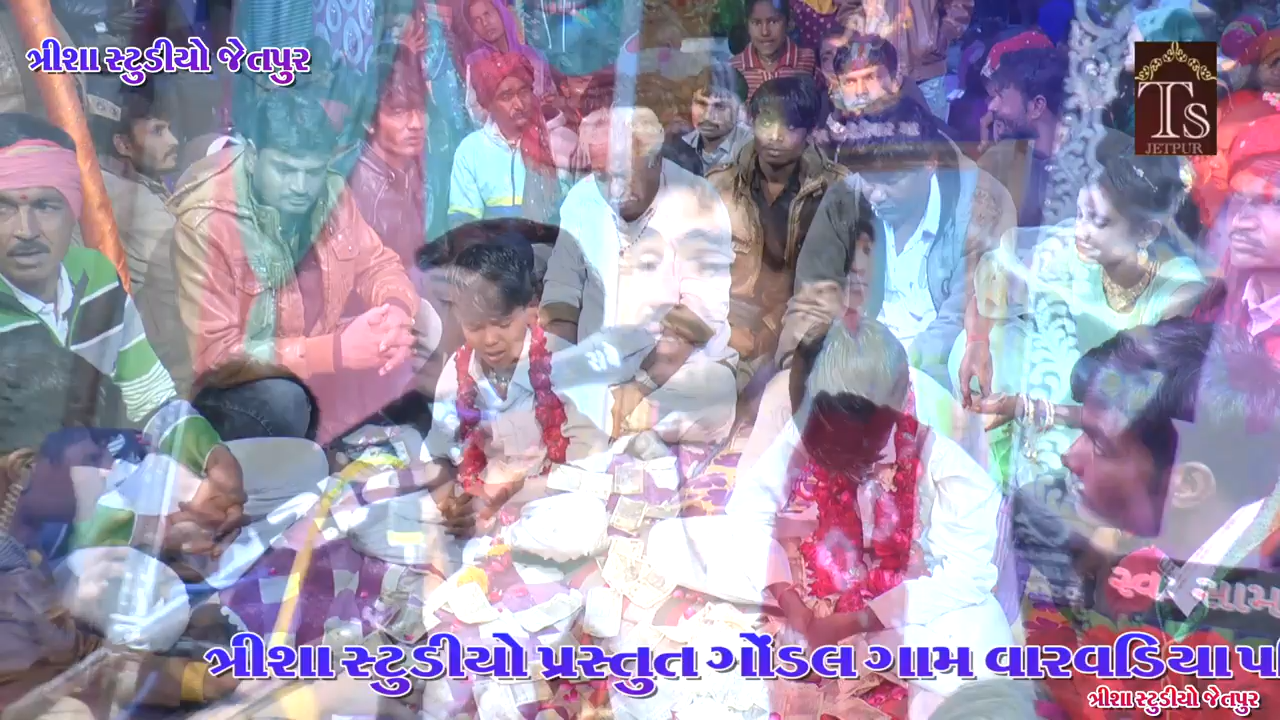 ત્રીશા સ્ટુડીયો જેતપુર
TS
JETPUR
ત્રીશા સ્ટુડીયો પ્રસ્તુત ગોંડલ ગામ વારવડિયા
ત્રીશા સ્ટુડીયો જેતપુર